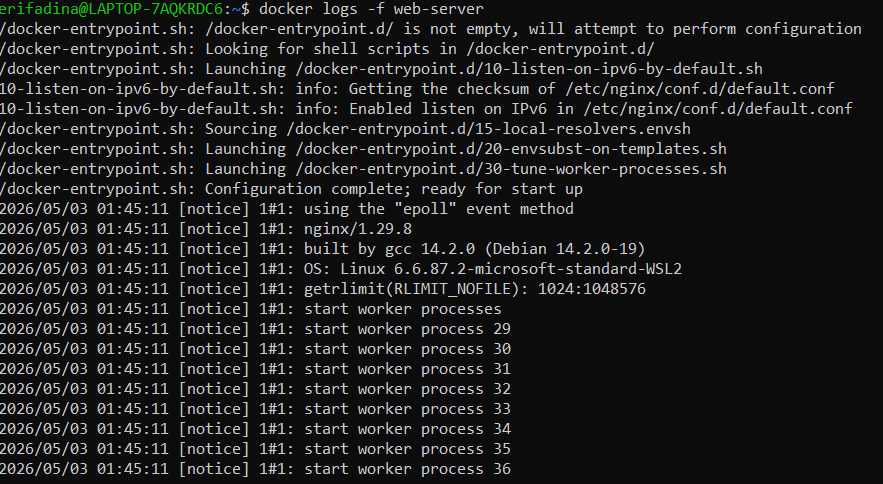 erifadina@LAPTOP-7AQKRDC6:~$ docker logs -f web-server
/docker-entrypoint.sh: /docker-entrypoint.d/ is not empty, will attempt to perform configuration
/docker-entrypoint.sh: Looking for shell scripts in /docker-entrypoint.d/
/docker-entrypoint.sh: Launching /docker-entrypoint.d/10-listen-on-ipv6-by-default.sh
10-listen-on-ipv6-by-default.sh: info: Getting the checksum of /etc/nginx/conf.d/default.conf
10-listen-on-ipv6-by-default.sh: info: Enabled listen on IPv6 in /etc/nginx/conf.d/default.conf
/docker-entrypoint.sh: Sourcing /docker-entrypoint.d/15-local-resolvers.envsh
/docker-entrypoint.sh: Launching /docker-entrypoint.d/20-envsubst-on-templates.sh
/docker-entrypoint.sh: Launching /docker-entrypoint.d/30-tune-worker-processes.sh
/docker-entrypoint.sh: Configuration complete; ready for start up
2026/05/03 01:45:11 [notice] 1#1: using the "epoll" event method
2026/05/03 01:45:11 [notice] 1#1: nginx/1.29.8
2026/05/03 01:45:11 [notice] 1#1: built by gcc 14.2.0 (Debian 14.2.0-19)
2026/05/03 01:45:11 [notice] 1#1: OS: Linux 6.6.87.2-microsoft-standard-WSL2
2026/05/03 01:45:11 [notice] 1#1: getrlimit(RLIMIT_NOFILE): 1024:1048576
2026/05/03 01:45:11 [notice] 1#1: start worker processes
2026/05/03 01:45:11 [notice] 1#1: start worker process 29
2026/05/03 01:45:11 [notice] 1#1: start worker process 30
2026/05/03 01:45:11 [notice] 1#1: start worker process 31
2026/05/03 01:45:11 [notice] 1#1: start worker process 32
2026/05/03 01:45:11 [notice] 1#1: start worker process 33
2026/05/03 01:45:11 [notice] 1#1: start worker process 34
2026/05/03 01:45:11 [notice] 1#1: start worker process 35
2026/05/03 01:45:11 [notice] 1#1: start worker process 36